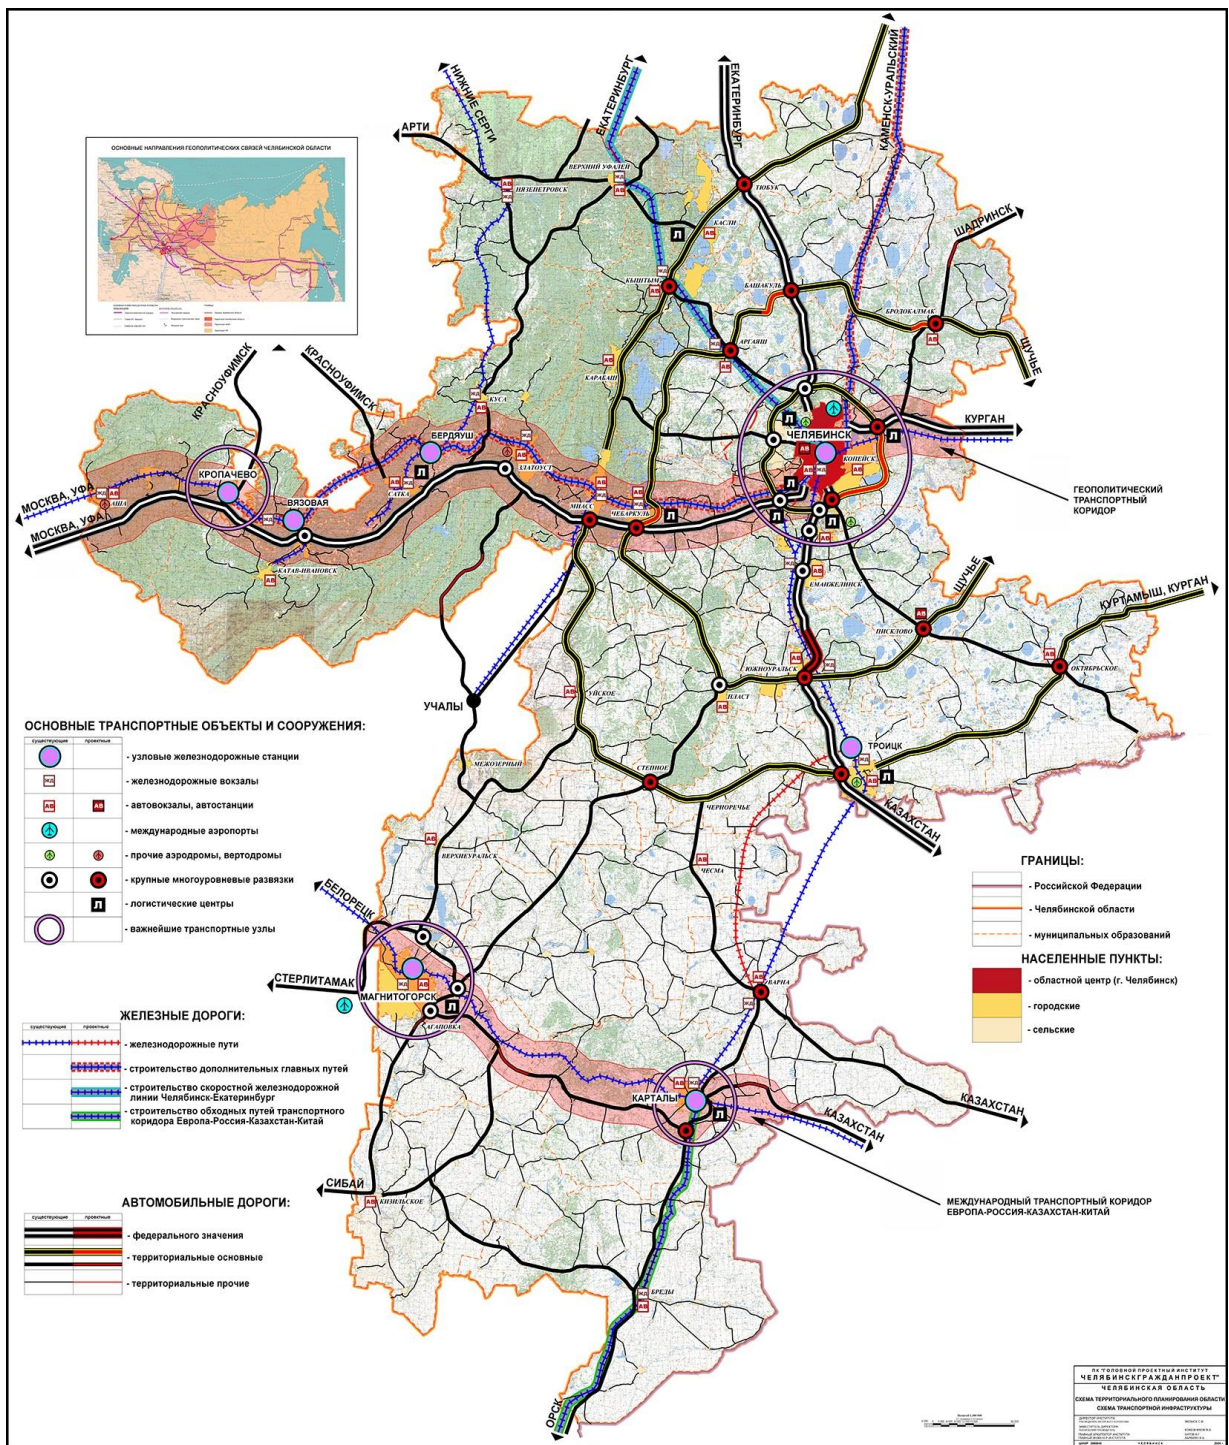 НИЖНИЕ СЕРГИ
ЕКАТЕРИНБУРГ
ЕКАТЕРИНБУРГ
КАМЕНСК-УРАЛЬСКИЙ
АРТИ
ОСНОВНЫЕ НАПРАВЛЕНИЯ ГЕОПОЛИТИЧЕСКИХ СВЯЗЕЙ ЧЕЛЯБИНСКОЙ ОБЛАСТИ
ВЕРХНИЙ УФАЛЕЙ
НЯЗЕПЕТРОВСК
ТЮБУК
ШАДРИНСК
КАСЛИ
КЫШТЫМ
БАШАКУЛЬ
БРОДОКАЛМАК
АРГАЯШ
ЩУЧЬЕ
КРАСНОУФИМСК
КРАСНОУФИМСК
КАРАБАШ
КУСА
КУРГАН
БЕРДЯУШ
ЧЕЛЯБИНСК
КОПЕЙСК
КРОПАЧЕВО
ЗЛАТОУСТ
МОСКВА, УФА
АША
ВЯЗОВАЯ
САТКА
МИАСС
ЧЕБАРКУЛЬ
МОСКВА, УФА
ГЕОПОЛИТИЧЕСКИЙ
ТРАНСПОРТНЫЙ
КОРИДОР
КАТАВ-ИВАНОВСК
ЕМАНЖЕЛИНСК
ЩУЧЬЕ
КУРТАМЫШ, КУРГАН
ПИСКЛОВО
ЮЖНОУРАЛЬСК
ОКТЯБРЬСКОЕ
УЙСКОЕ
ПЛАСТ
УЧАЛЫ
ТРОИЦК
МЕЖОЗЕРНЫЙ
СТЕПНОЕ
ЧЕРНОРЕЧЬЕ
КАЗАХСТАН
ОСНОВНЫЕ ТРАНСПОРТНЫЕ ОБЪЕКТЫ И СООРУЖЕНИЯ:
существующие проектные
- узловые железнодорожные станции
ЖД - железнодорожные вокзалы
АВ АВ - автовокзалы, автостанции
- международные аэропорты
- прочие аэродромы, вертодромы
- крупные многоуровневые развязки
Л - логистические центры
- важнейшие транспортные узлы
ВЕРХНЕУРАЛЬСК
ЧЕСМА
ГРАНИЦЫ:
- Российской Федерации
- Челябинской области
- муниципальных образований
НАСЕЛЕННЫЕ ПУНКТЫ:
- областной центр (г. Челябинск)
- городские
- сельские
БЕЛОРЕЦК
СТЕРЛИТАМАК
МАГНИТОГОРСК
АГАПОВКА
ВАРНА
ЖЕЛЕЗНЫЕ ДОРОГИ:
существующие проектные
- железнодорожные пути
- строительство дополнительных главных путей
- строительство скоростной железнодорожной
линии Челябинск-Екатеринбург
- строительство обходных путей транспортного
коридора Европа-Россия-Казахстан-Китай
КАРТАЛЫ
КАЗАХСТАН
КАЗАХСТАН
СИБАЙ
КИЗИЛЬСКОЕ
МЕЖДУНАРОДНЫЙ ТРАНСПОРТНЫЙ КОРИДОР
ЕВРОПА-РОССИЯ-КАЗАХСТАН-КИТАЙ
АВТОМОБИЛЬНЫЕ ДОРОГИ:
существующие проектные
- федерального значения
- территориальные основные
- территориальные прочие
БРЕДЫ
ОРСК
ПК "ГОЛОВНОЙ ПРОЕКТНЫЙ ИНСТИТУТ
ЧЕЛЯБИНСКГРАЖДАНПРОЕКТ"
ЧЕЛЯБИНСКАЯ ОБЛАСТЬ
СХЕМА ТЕРРИТОРИАЛЬНОГО ПЛАНИРОВАНИЯ ОБЛАСТИ
СХЕМА ТРАНСПОРТНОЙ ИНФРАСТРУКТУРЫ